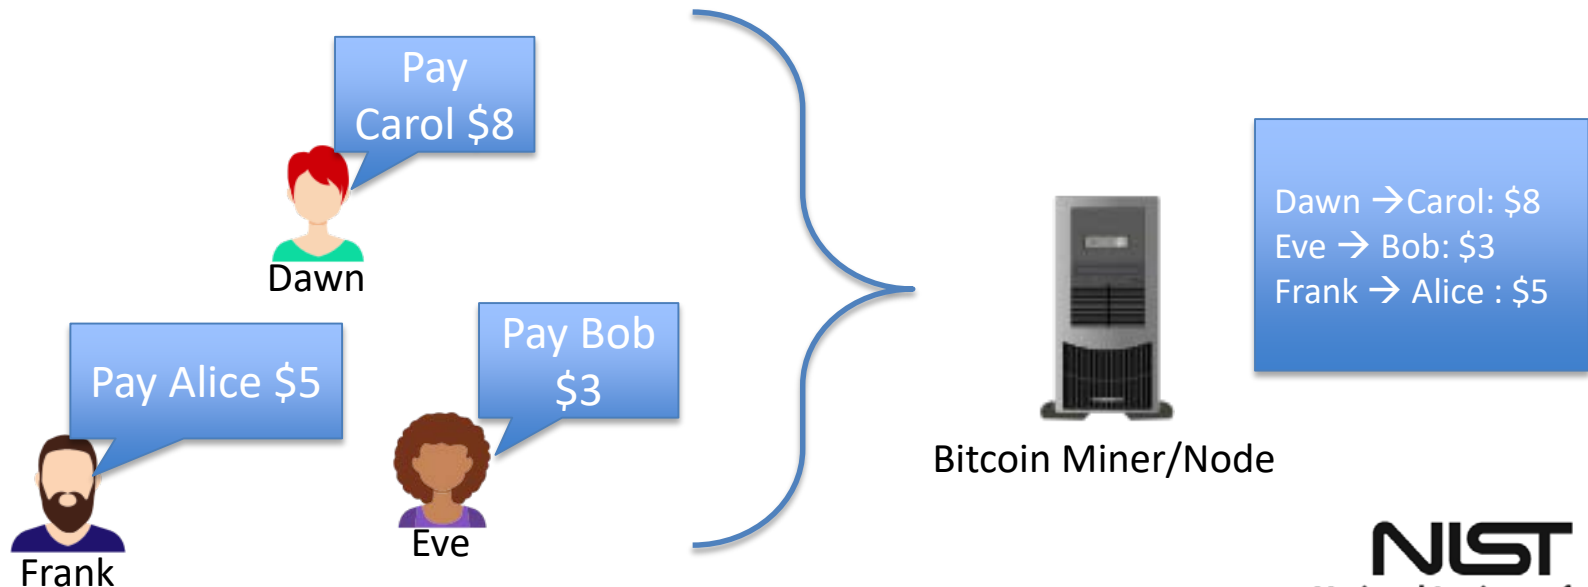 Pay
Carol $8
Dawn
Pay Alice $5
Frank
Pay Bob
$3
Eve
Bitcoin Miner/Node
Dawn →Carol: $8
Eve → Bob: $3
Frank → Alice : $5
NIST